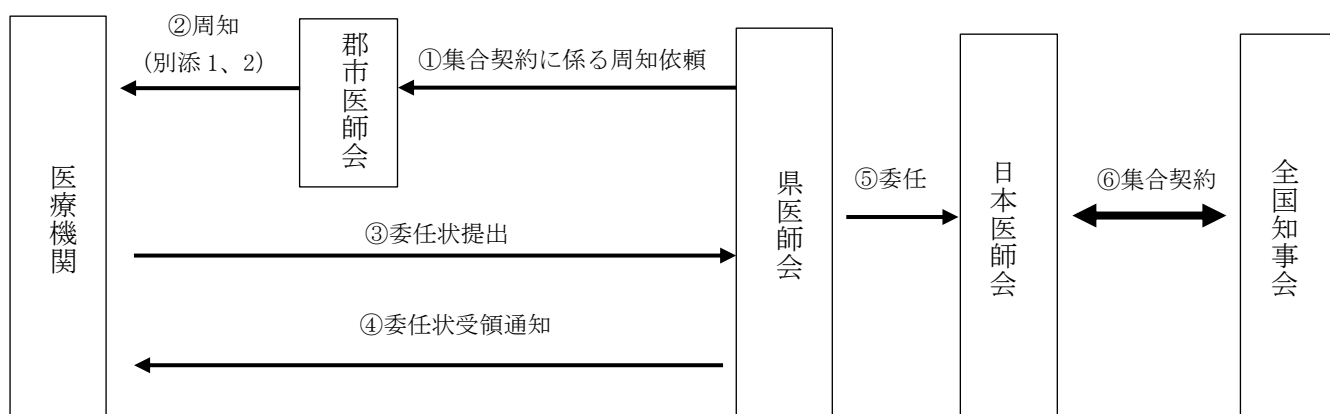 ②周知
(別添 1、2)
郡市医師会
①集合契約に係る周知依頼
医療機関
③委任状提出
④委任状受領通知
県医師会
⑤委任
日本医師会
⑥集合契約
全国知事会